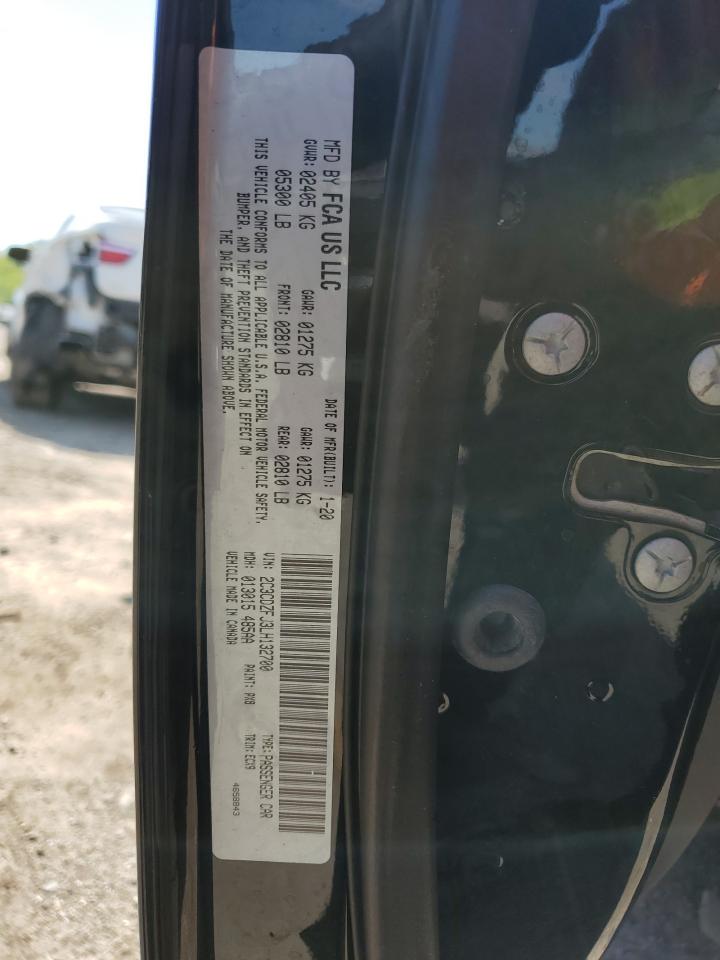 MFD BY FCA US LLC DATE OF MFR(BUILT): 1-20
GVWR: 02405 KG GAWR: 01275 KG GAWR: 01275 KG
05300 LB FRONT: 02810 LB REAR: 02810 LB
THIS VEHICLE CONFORMS TO ALL APPLICABLE U.S.A. FEDERAL MOTOR VEHICLE SAFETY,
BUMPER, AND THEFT PREVENTION STANDARDS IN EFFECT ON
THE DATE OF MANUFACTURE SHOWN ABOVE.
VIN: 2C3CDZFJ3LH132700 TYPE: PASSENGER CAR
MDH: 013015 485AA PAINT: PX8 TRIM: ECX9
VEHICLE MADE IN CANADA 4658843